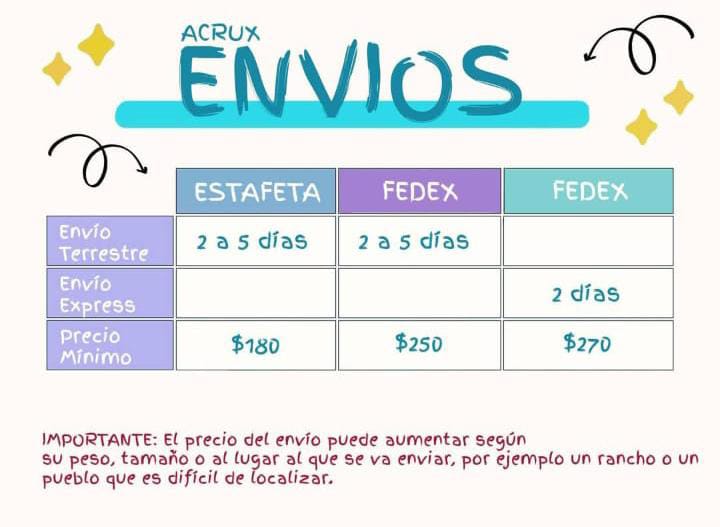 ACRUX
ENVIOS
ESTAFETA FEDEX FEDEX
Envío
Terrestre
2 a 5 días 2 a 5 días
Envío
Express
2 días
Precio
Mínimo
$180 $250 $270
IMPORTANTE: El precio del envío puede aumentar según
su peso, tamaño o al lugar al que se va enviar, por ejemplo un rancho o un
pueblo que es difícil de localizar.